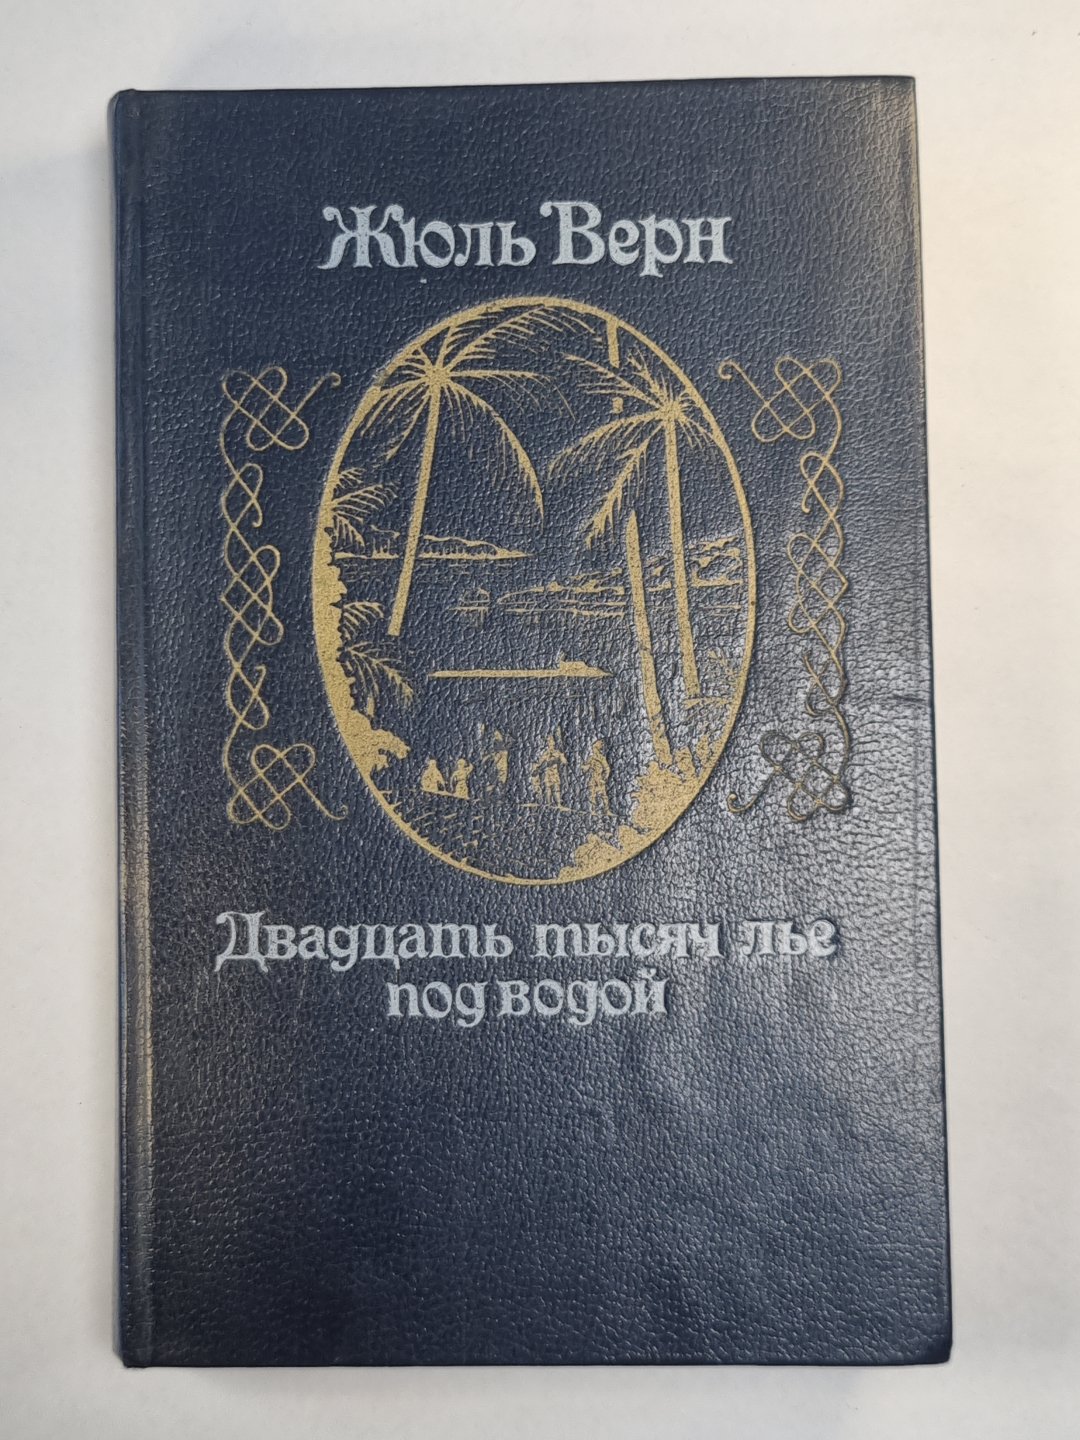 Жюль Верн
Двадцать тысяч лье
под водой